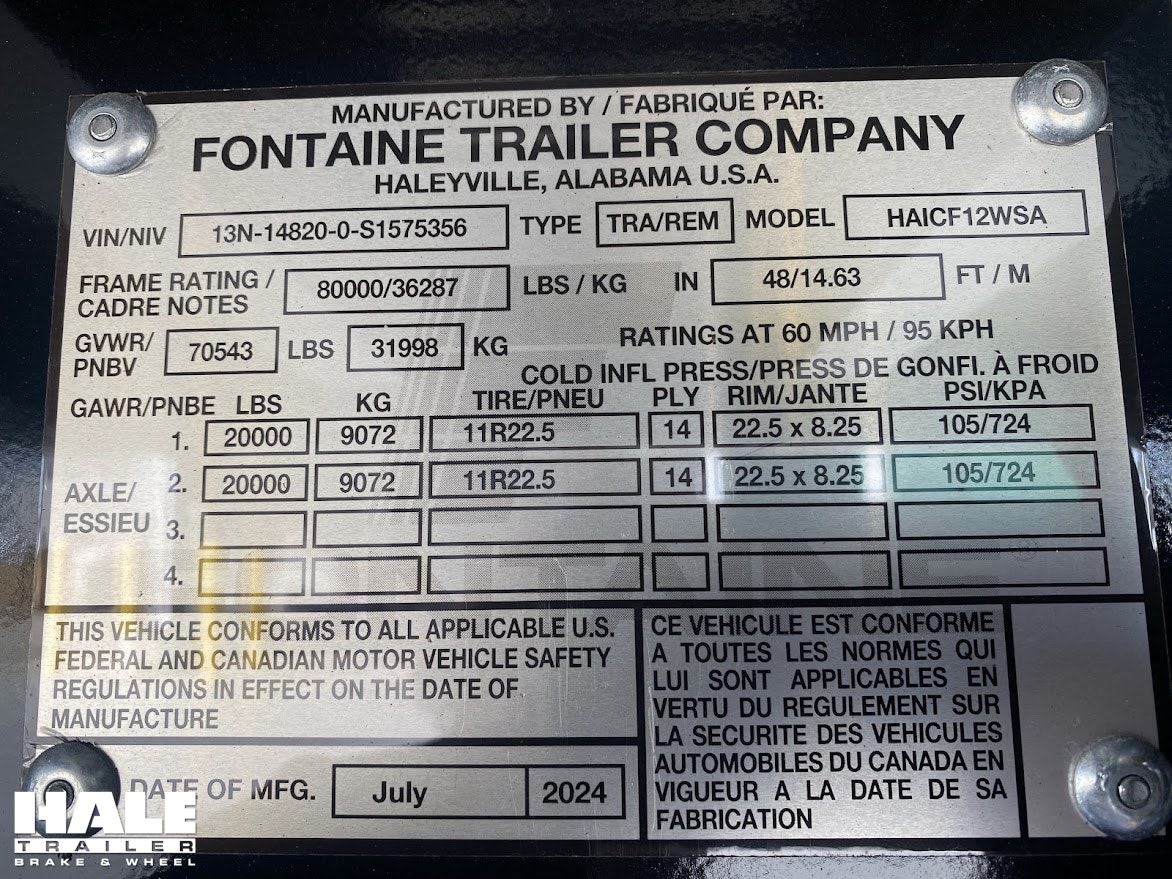 MANUFACTURED BY / FABRIQUÉ PAR:
FONTAINE TRAILER COMPANY
HALEYVILLE, ALABAMA U.S.A.
VIN/NIV 13N-14820-0-S1575356 TYPE TRA/REM MODEL HAICF12WSA
FRAME RATING / CADRE NOTES 80000/36287 LBS / KG IN 48/14.63 FT / M
GVWR/ PNBV 70543 LBS 31998 KG RATINGS AT 60 MPH / 95 KPH
COLD INFL PRESS/PRESS DE GONFI. À FROID
GAWR/PNBE LBS KG TIRE/PNEU PLY RIM/JANTE PSI/KPA
1. 20000 9072 11R22.5 14 22.5 x 8.25 105/724
AXLE/ ESSIEU
2. 20000 9072 11R22.5 14 22.5 x 8.25 105/724
3.
4.
THIS VEHICLE CONFORMS TO ALL APPLICABLE U.S.
FEDERAL AND CANADIAN MOTOR VEHICLE SAFETY
REGULATIONS IN EFFECT ON THE DATE OF
MANUFACTURE
CE VEHICULE EST CONFORME
A TOUTES LES NORMES QUI
LUI SONT APPLICABLES EN
VERTU DU REGULEMENT SUR
LA SECURITE DES VEHICULES
AUTOMOBILES DU CANADA EN
VIGUEUR A LA DATE DE SA
FABRICATION
DATE OF MFG. July 2024
HALE
TRAILER
BRAKE & WHEEL